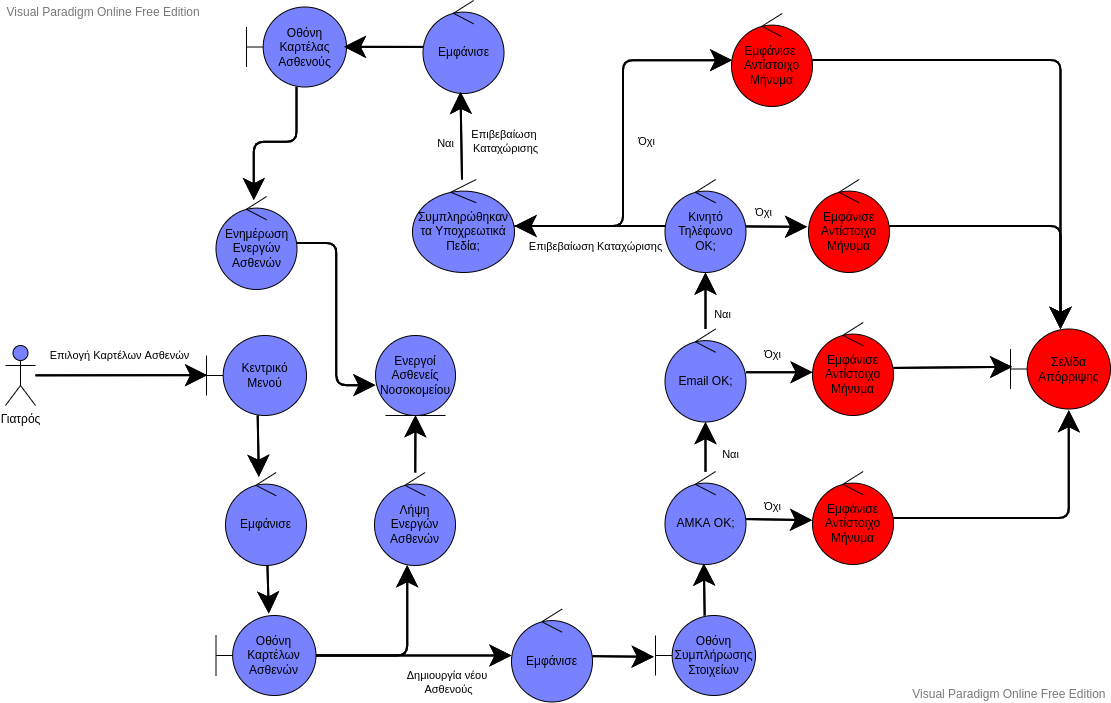 Visual Paradigm Online Free Edition
Οθόνη
Καρτέλας
Ασθενούς
Εμφάνισε
Εμφάνισε
Αντίστοιχο
Μήνυμα
Ναι
Επιβεβαίωση
Καταχώρισης
Όχι
Ενημέρωση
Ενεργών
Ασθενών
Συμπληρώθηκαν
τα Υποχρεωτικά
Πεδία;
Επιβεβαίωση Καταχώρισης
Κινητό
Τηλέφωνο
ΟΚ;
Όχι
Εμφάνισε
Αντίστοιχο
Μήνυμα
Ναι
Γιατρός
Επιλογή Καρτέλων Ασθενών
Κεντρικό
Μενού
Ενεργοί
Ασθενείς
Νοσοκομείου
Email OK;
Όχι
Εμφάνισε
Αντίστοιχο
Μήνυμα
Σελίδα
Απόρριψης
Ναι
Εμφάνισε
Λήψη
Ενεργών
Ασθενών
ΑΜΚΑ ΟΚ;
Όχι
Εμφάνισε
Αντίστοιχο
Μήνυμα
Οθόνη
Καρτέλων
Ασθενών
Δημιουργία νέου
Ασθενούς
Εμφάνισε
Οθόνη
Συμπλήρωσης
Στοιχείων
Visual Paradigm Online Free Edition